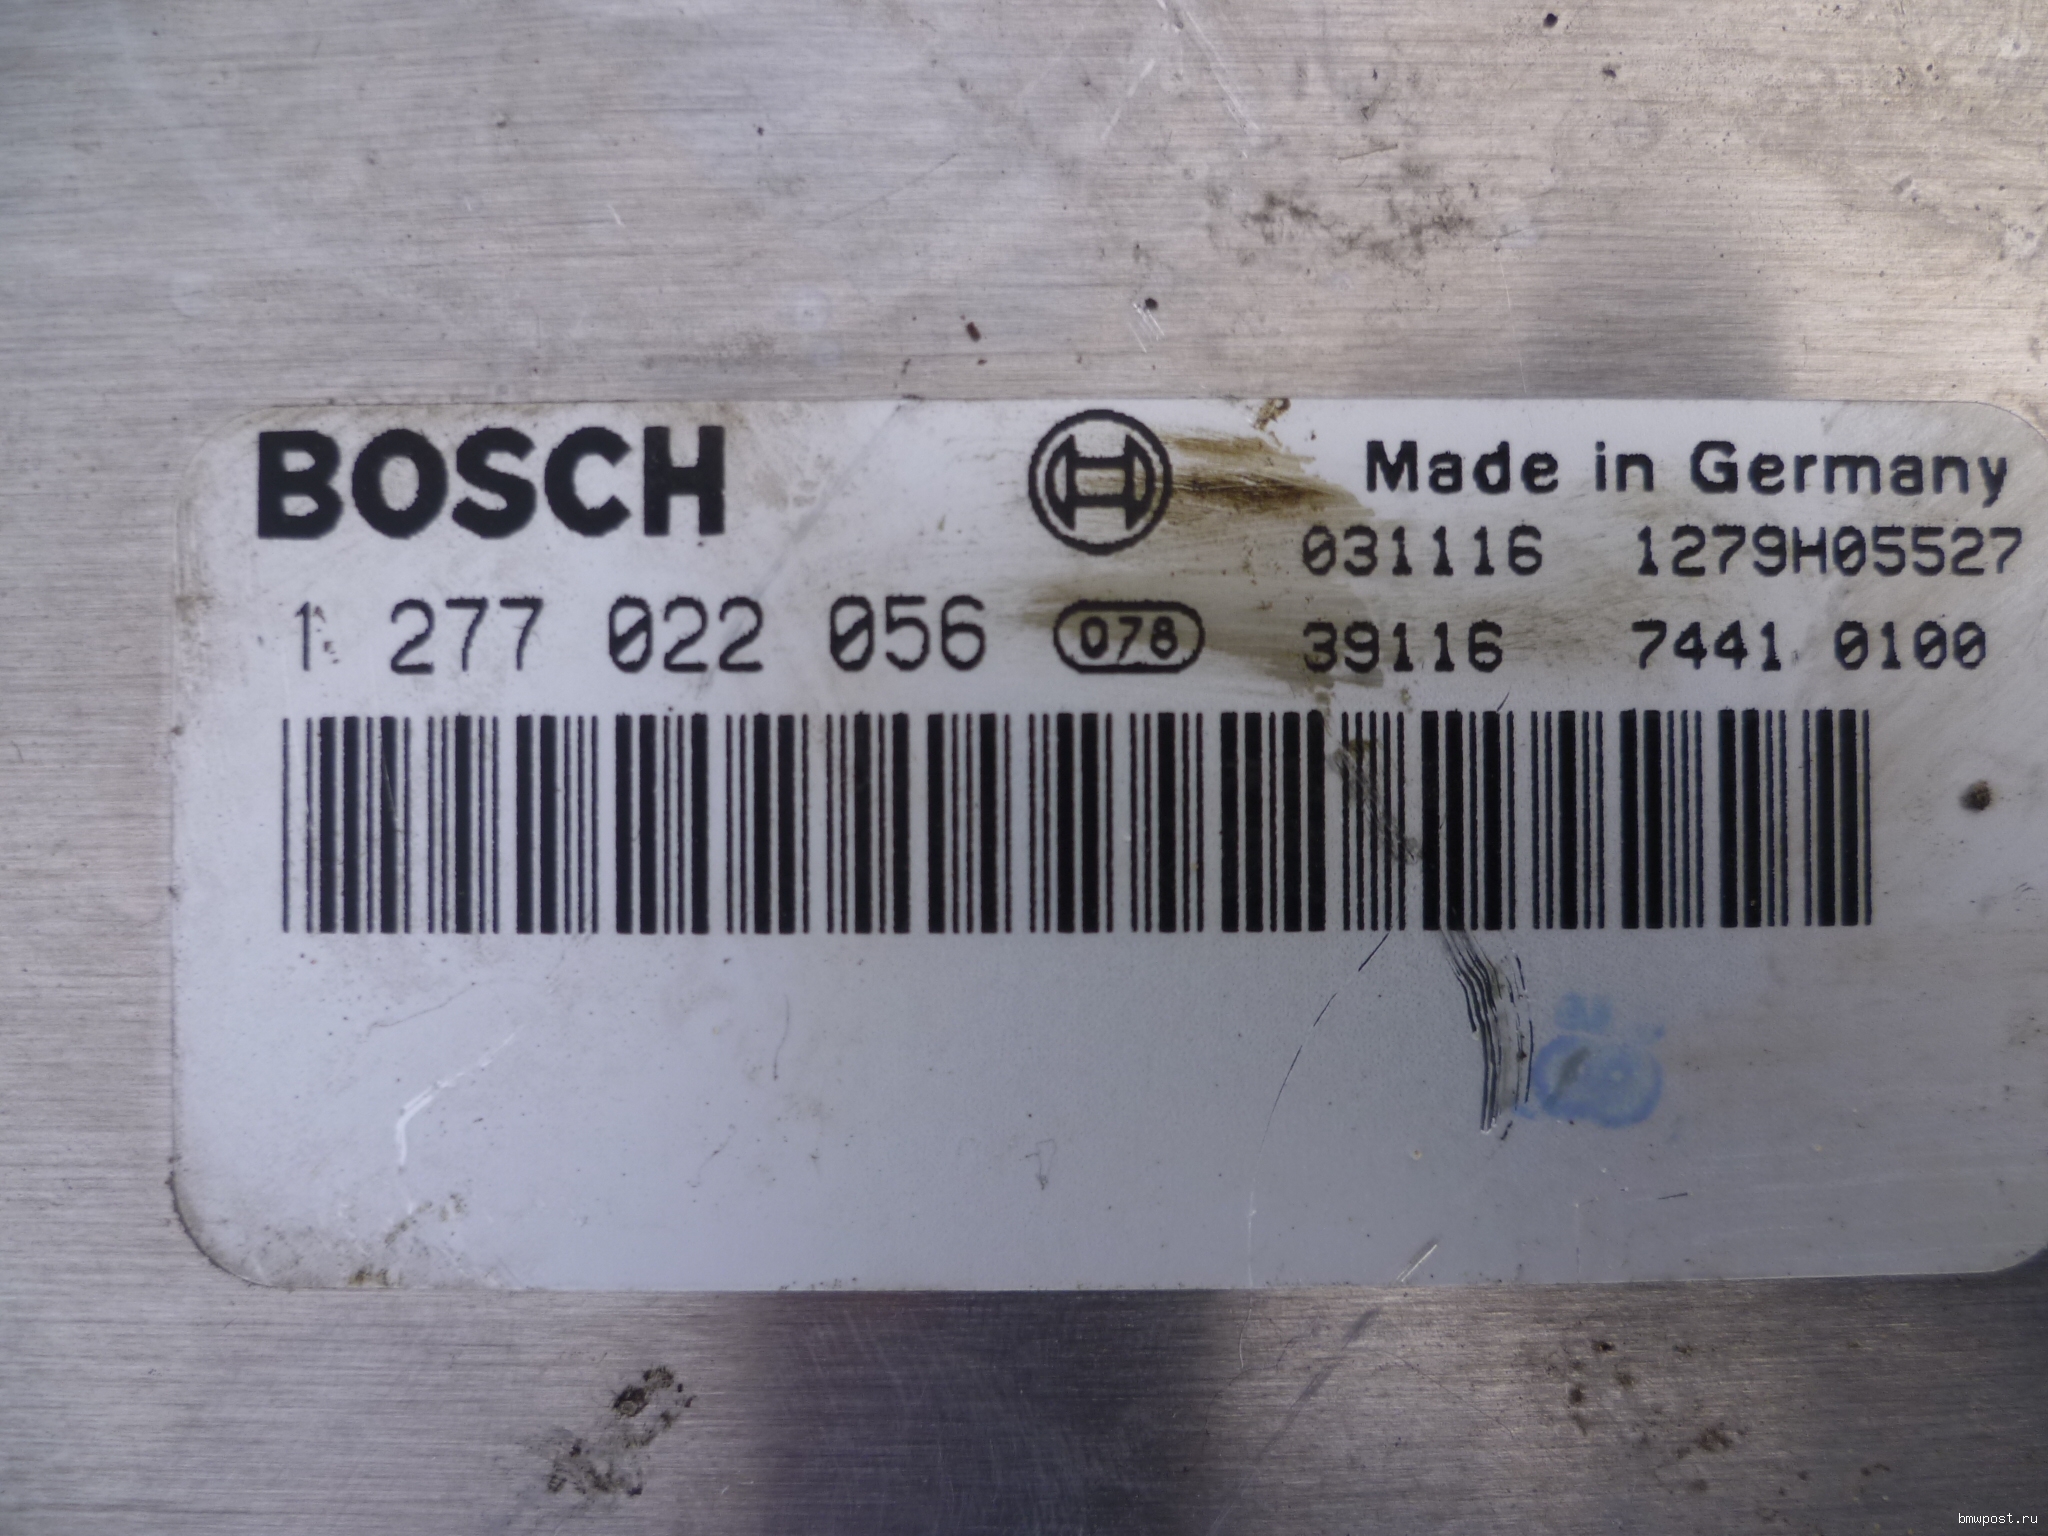 BOSCH
Made in Germany
031116 1279H05527
1 277 022 056 078 39116 7441 0100
bmwpost.ru